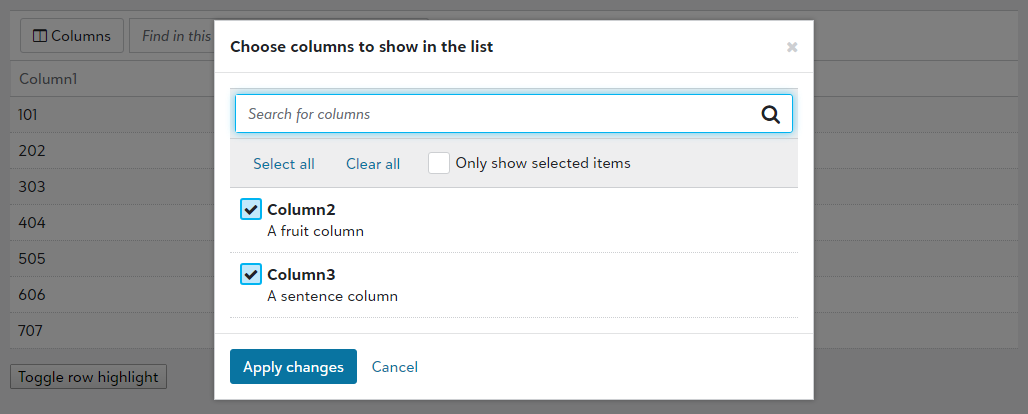 Columns
Find in this
Choose columns to show in the list
×
Column1
101
202
303
404
505
606
707
Search for columns
Select all Clear all Only show selected items
Column2
A fruit column
Column3
A sentence column
Apply changes Cancel
Toggle row highlight